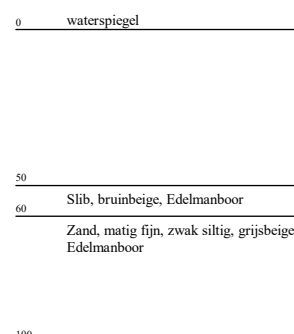 0 waterspiegel
50
Slib, bruinbeige, Edelmanboor
60
Zand, matig fijn, zwak siltig, grijsbeige
Edelmanboor
100